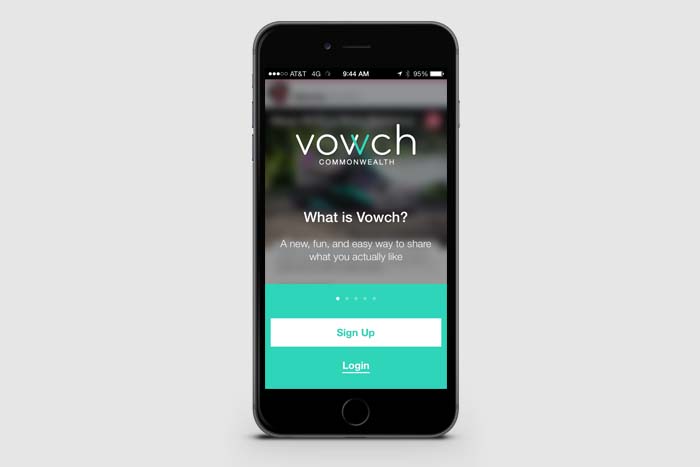 AT&T 4G 9:44 AM 95%
vowch
COMMONWEALTH
What is Vowch?
A new, fun, and easy way to share
what you actually like
Sign Up
Login